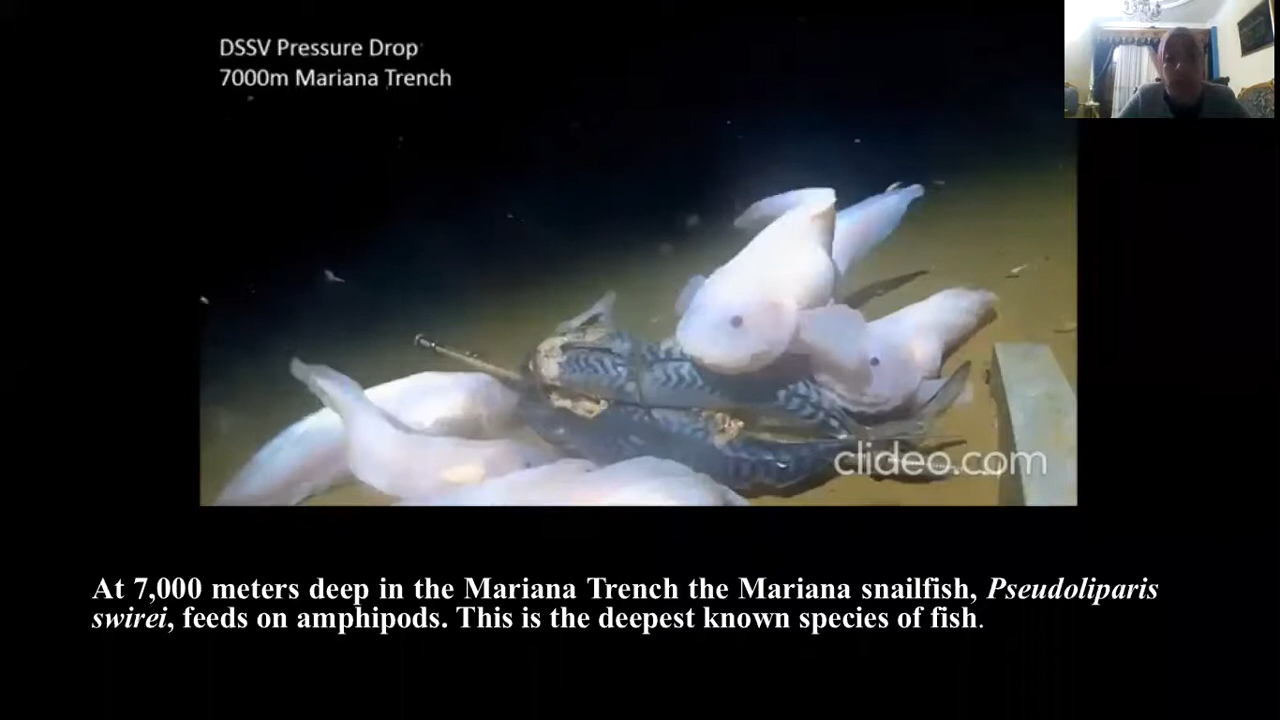 DSSV Pressure Drop
7000m Mariana Trench
clideo.com
At 7,000 meters deep in the Mariana Trench the Mariana snailfish, Pseudoliparis
swirei, feeds on amphipods. This is the deepest known species of fish.